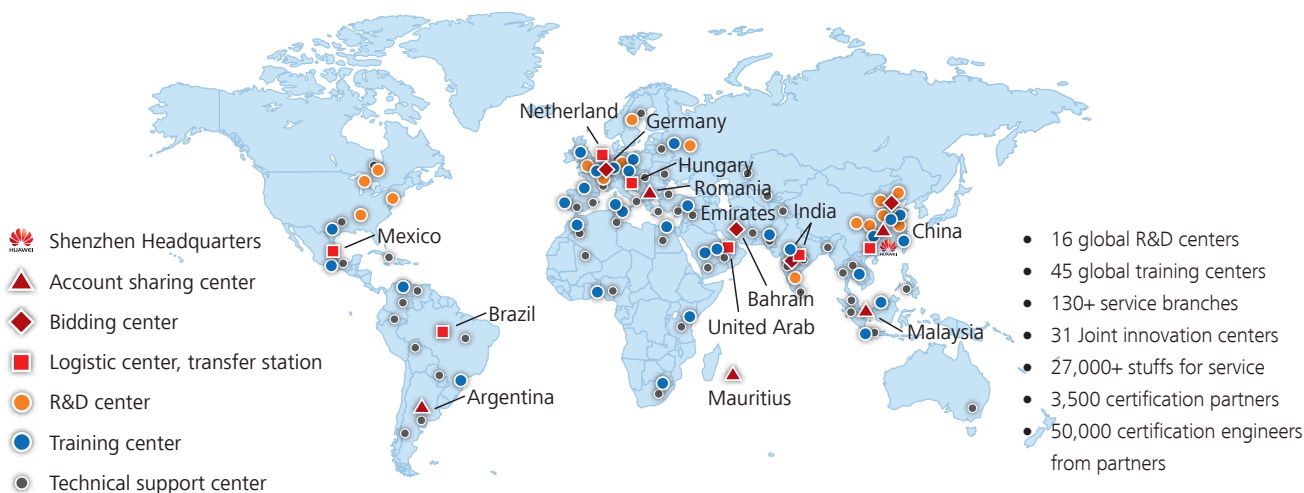 Netherland
Germany
Hungary
Romania
Emirates
India
China
HUAWEI
Mexico
Brazil
Argentina
Bahrain
United Arab
Mauritius
Malaysia
HUAWEI
Shenzhen Headquarters
Account sharing center
Bidding center
Logistic center, transfer station
R&D center
Training center
Technical support center
• 16 global R&D centers
• 45 global training centers
• 130+ service branches
• 31 Joint innovation centers
• 27,000+ stuffs for service
• 3,500 certification partners
• 50,000 certification engineers
from partners